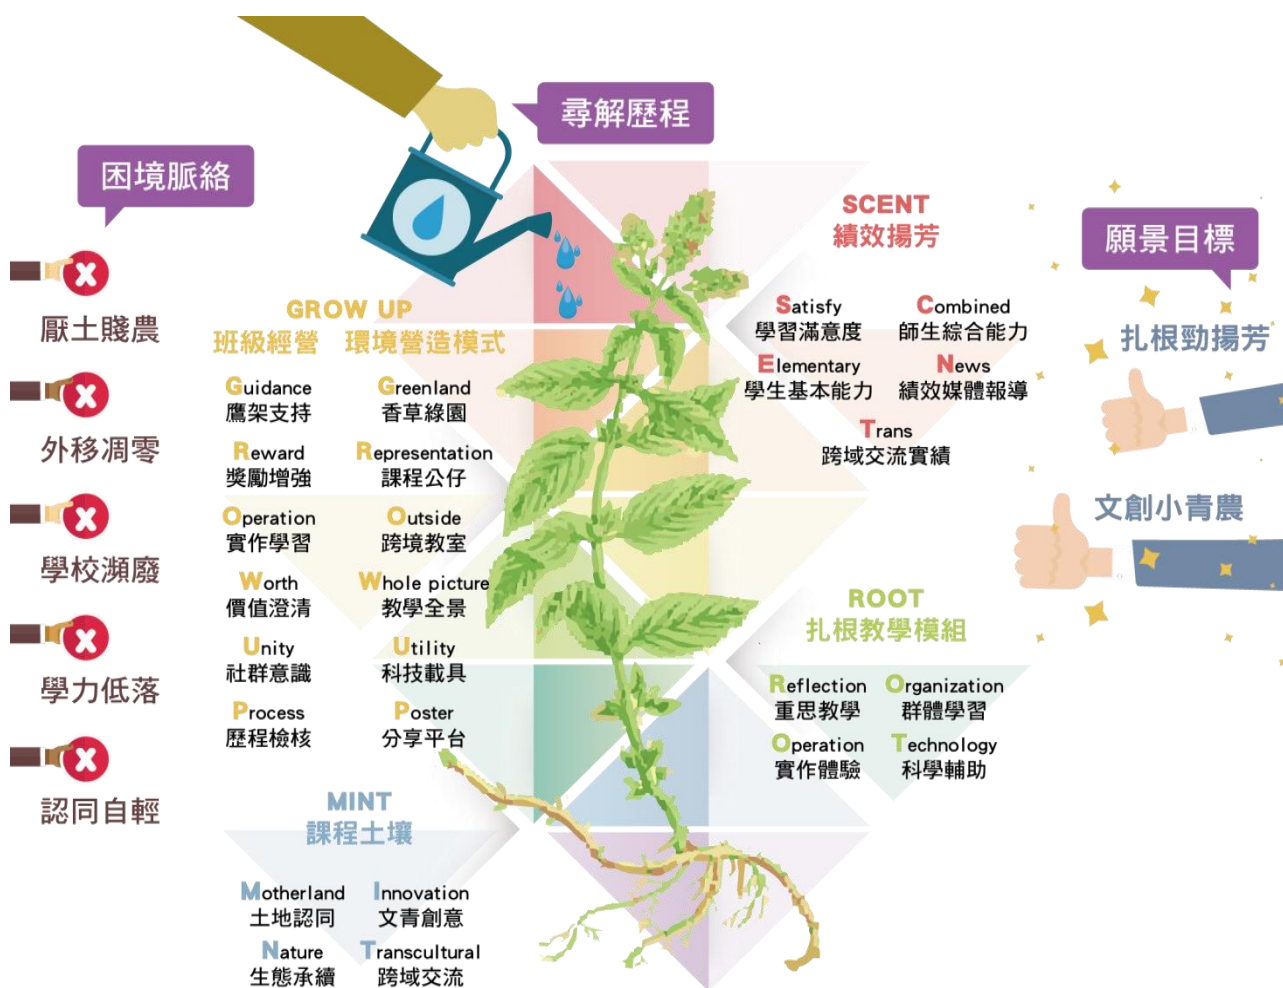 尋解歷程
困境脈絡
厭土賤農
外移凋零
學校瀕廢
學力低落
認同自輕
GROW UP
班級經營 環境營造模式
Guidance Greenland
鷹架支持 香草綠園
Reward Representation
獎勵增強 課程公仔
Operation Outside
實作學習 跨境教室
Worth Whole picture
價值澄清 教學全景
Unity Utility
社群意識 科技載具
Process Poster
歷程檢核 分享平台
MINT
課程土壤
Motherland Innovation
土地認同 文青創意
Nature Transcultural
生態承續 跨域交流
SCENT
績效揚芳
Satisfy Combined
學習滿意度 師生綜合能力
Elementary News
學生基本能力 績效媒體報導
Trans
跨域交流實績
ROOT
扎根教學模組
Reflection Organization
重思教學 群體學習
Operation Technology
實作體驗 科學輔助
願景目標
扎根勁揚芳
文創小青農